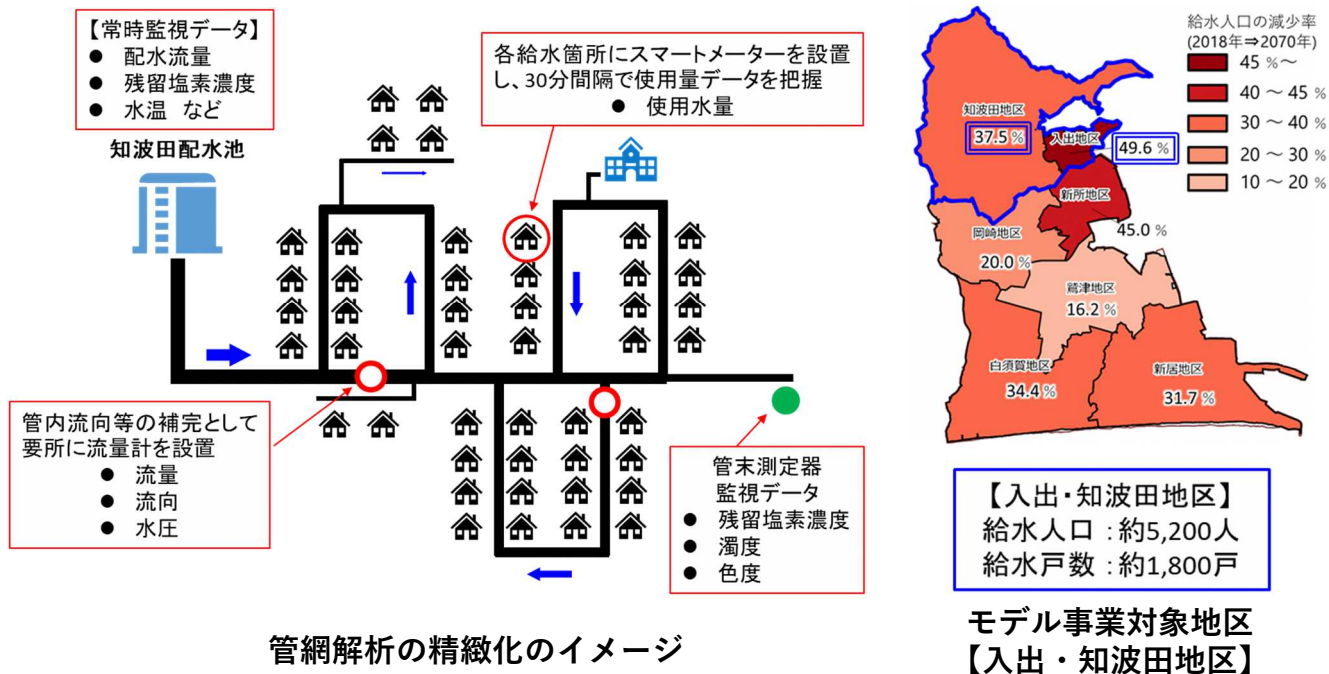 【常時監視データ】
● 配水流量
● 残留塩素濃度
● 水温 など
知波田配水池
各給水箇所にスマートメーターを設置
し、30分間隔で使用量データを把握
● 使用水量
管内流向等の補完として
要所に流量計を設置
● 流量
● 流向
● 水圧
管末測定器
監視データ
● 残留塩素濃度
● 濁度
● 色度
管網解析の精緻化のイメージ
給水人口の減少率
(2018年⇒2070年)
45 %～
40 ～ 45 %
30 ～ 40 %
20 ～ 30 %
10 ～ 20 %
知波田地区
37.5 %
入出地区
49.6 %
新所地区
45.0 %
岡崎地区
20.0 %
鷲津地区
16.2 %
白須賀地区
34.4 %
新居地区
31.7 %
【入出･知波田地区】
給水人口：約5,200人
給水戸数：約1,800戸
モデル事業対象地区
【入出・知波田地区】